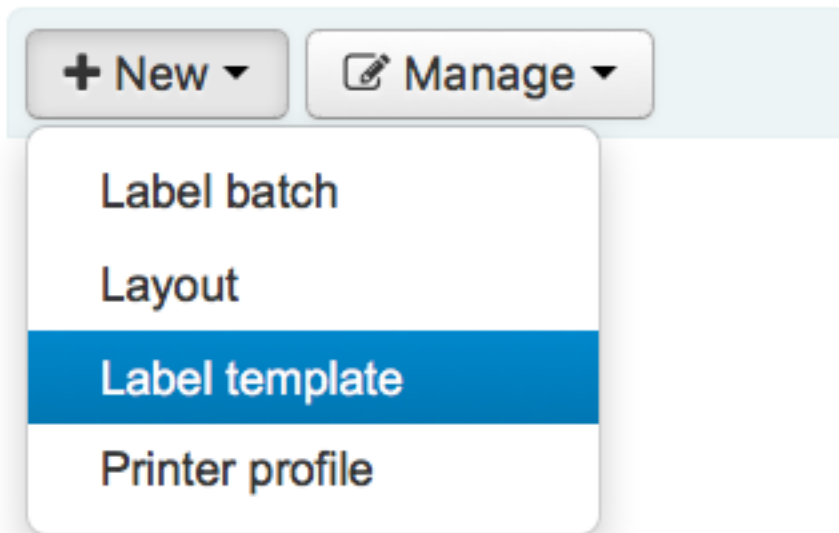 New Manage
Label batch
Layout
Label template
Printer profile